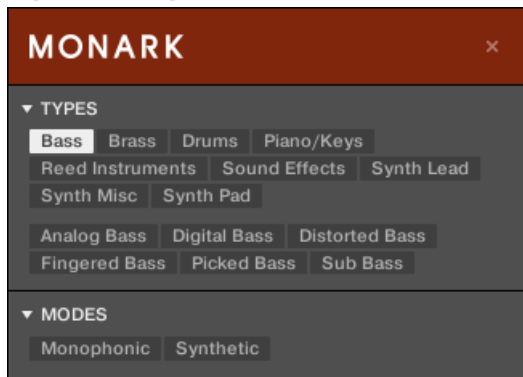 MONARK ×
▼ TYPES
Bass Brass Drums Piano/Keys
Reed Instruments Sound Effects Synth Lead
Synth Misc Synth Pad
Analog Bass Digital Bass Distorted Bass
Fingered Bass Picked Bass Sub Bass
▼ MODES
Monophonic Synthetic